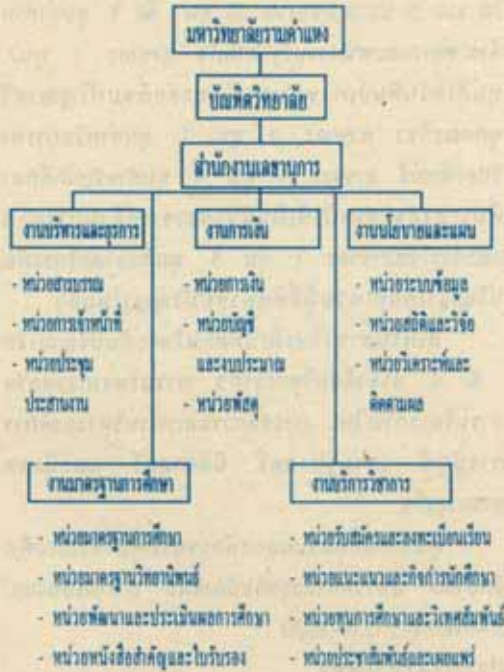 มหาวิทยาลัยรามคำแหง
บัณฑิตวิทยาลัย
สำนักงานเลขานุการ
งานบริหารและธุรการ
งานการเงิน
งานนโยบายและแผน
- หน่วยสารบรรณ
- หน่วยการเจ้าหน้าที่
- หน่วยประชุม
ประสานงาน
- หน่วยการเงิน
- หน่วยบัญชี
และงบประมาณ
- หน่วยพัสดุ
- หน่วยระบบข้อมูล
- หน่วยสถิติและวิจัย
- หน่วยวิเคราะห์และ
ติดตามผล
งานมาตรฐานการศึกษา
งานบริการวิชาการ
หน่วยมาตรฐานการศึกษา
หน่วยมาตรฐานวิทยานิพนธ์
- หน่วยพัฒนาและประเมินผลการศึกษา
- หน่วยหนังสือสำคัญและใบรับรอง
หน่วยรับสมัครและลงทะเบียนเรียน
หน่วยแนะแนวและกิจการนักศึกษา
- หน่วยทุนการศึกษาและวิเทศสัมพันธ์
- หน่วยประชาสัมพันธ์และเผยแพร่